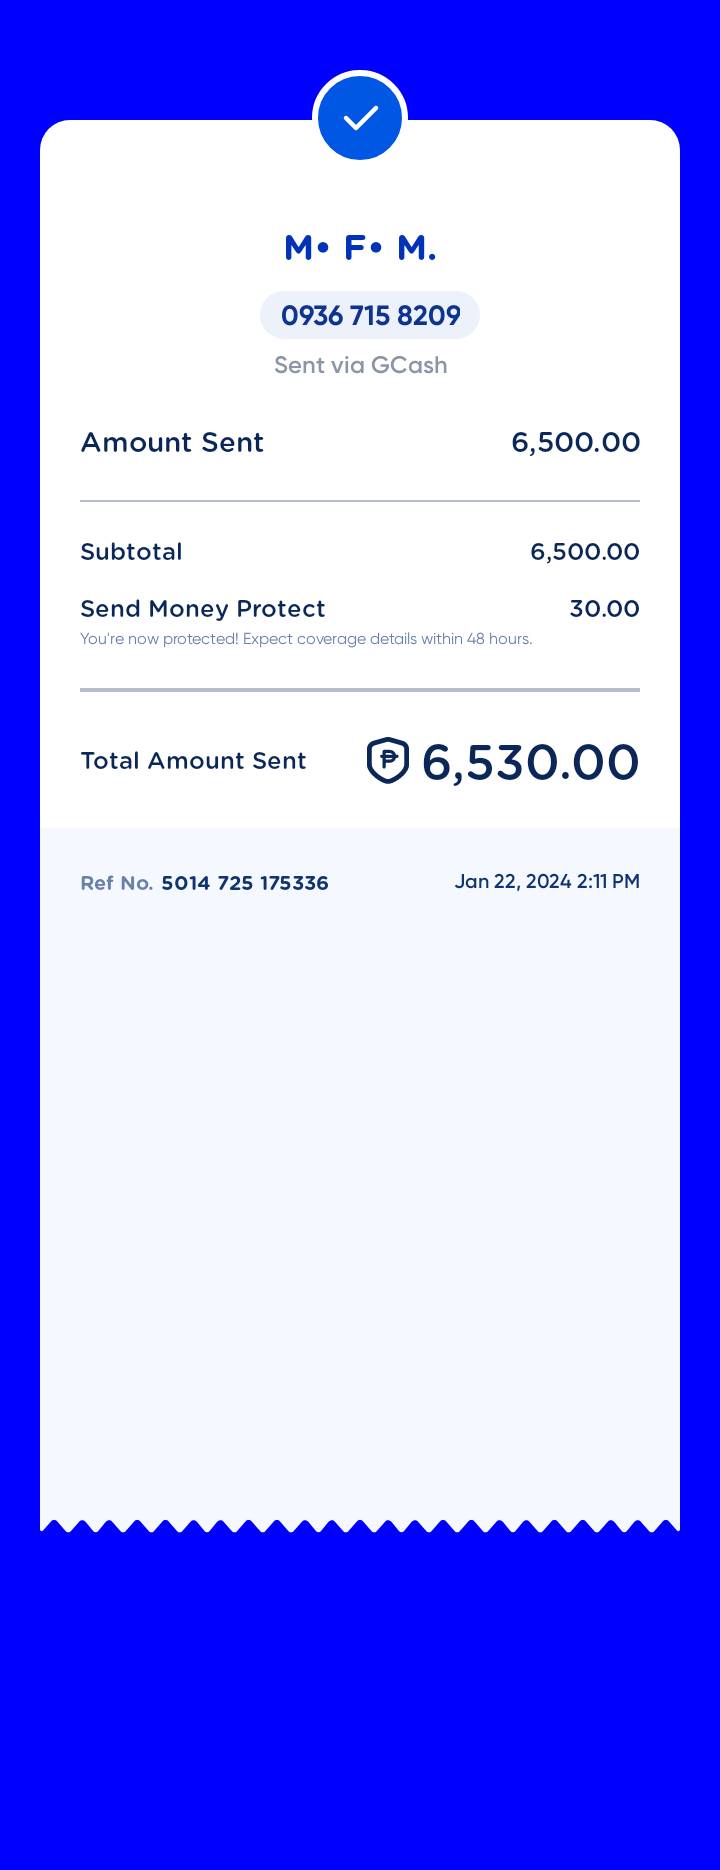 M• F• M.
0936 715 8209
Sent via GCash
Amount Sent 6,500.00
Subtotal 6,500.00
Send Money Protect 30.00
You're now protected! Expect coverage details within 48 hours.
Total Amount Sent ₱ 6,530.00
Ref No. 5014 725 175336 Jan 22, 2024 2:11 PM